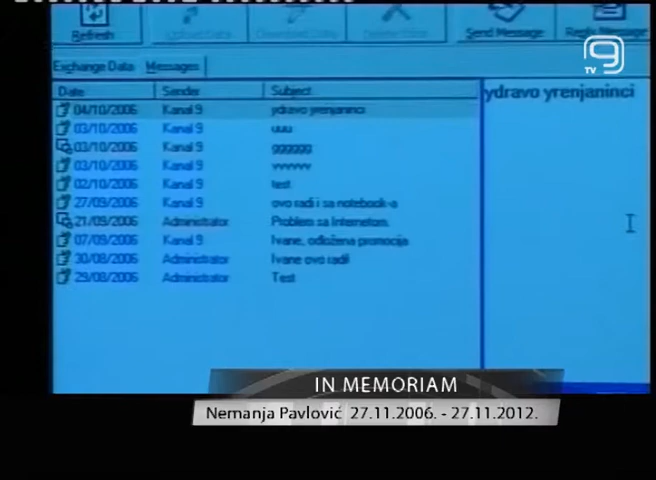 Refresh
Send Message
Exchange Data Messages
TV 9
Date Sender Subject
04/10/2006 Kanal 9 ydravo yrenjaninci
ydravo yrenjaninci
03/10/2006 Kanal 9 uuu
03/10/2006 Kanal 9 gggggg
03/10/2006 Kanal 9 vvvvvv
02/10/2006 Kanal 9 test
27/09/2006 Kanal 9 ovo radi i sa notebook-a
21/09/2006 Administrator Problem sa Internetom.
07/09/2006 Kanal 9 Ivane, odložena promocija
30/08/2006 Administrator Ivane ovo radi!
29/08/2006 Administrator Test
IN MEMORIAM
Nemanja Pavlović 27.11.2006. - 27.11.2012.